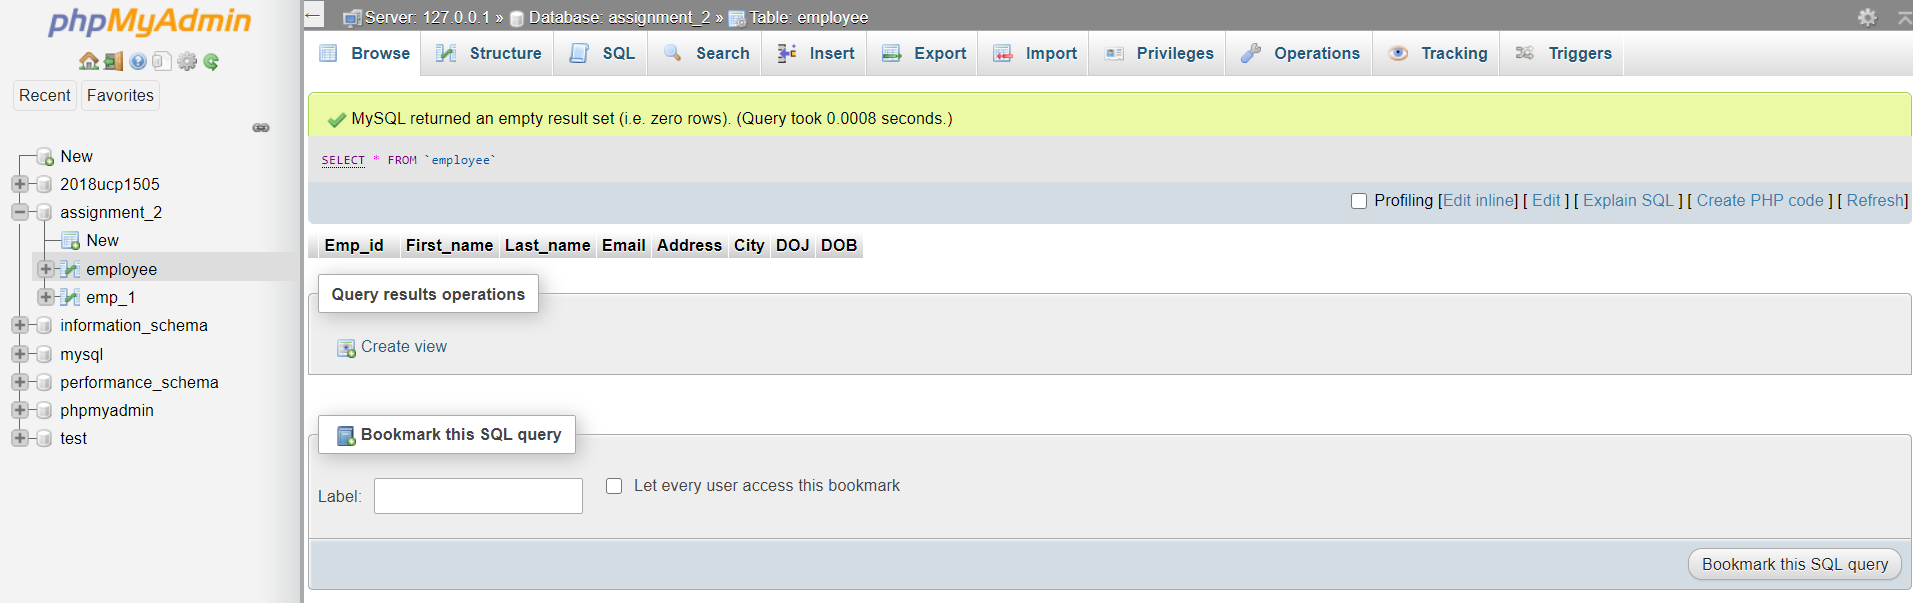 phpMyAdmin
Recent Favorites
New
2018ucp1505
assignment_2
New
employee
emp_1
information_schema
mysql
performance_schema
phpmyadmin
test
Server: 127.0.0.1 » Database: assignment_2 » Table: employee
Browse Structure SQL Search Insert Export Import Privileges Operations Tracking Triggers
MySQL returned an empty result set (i.e. zero rows). (Query took 0.0008 seconds.)
SELECT * FROM `employee`
Profiling [Edit inline] [ Edit ] [ Explain SQL ] [ Create PHP code ] [ Refresh]
Emp_id First_name Last_name Email Address City DOJ DOB
Query results operations
Create view
Bookmark this SQL query
Label: Let every user access this bookmark
Bookmark this SQL query